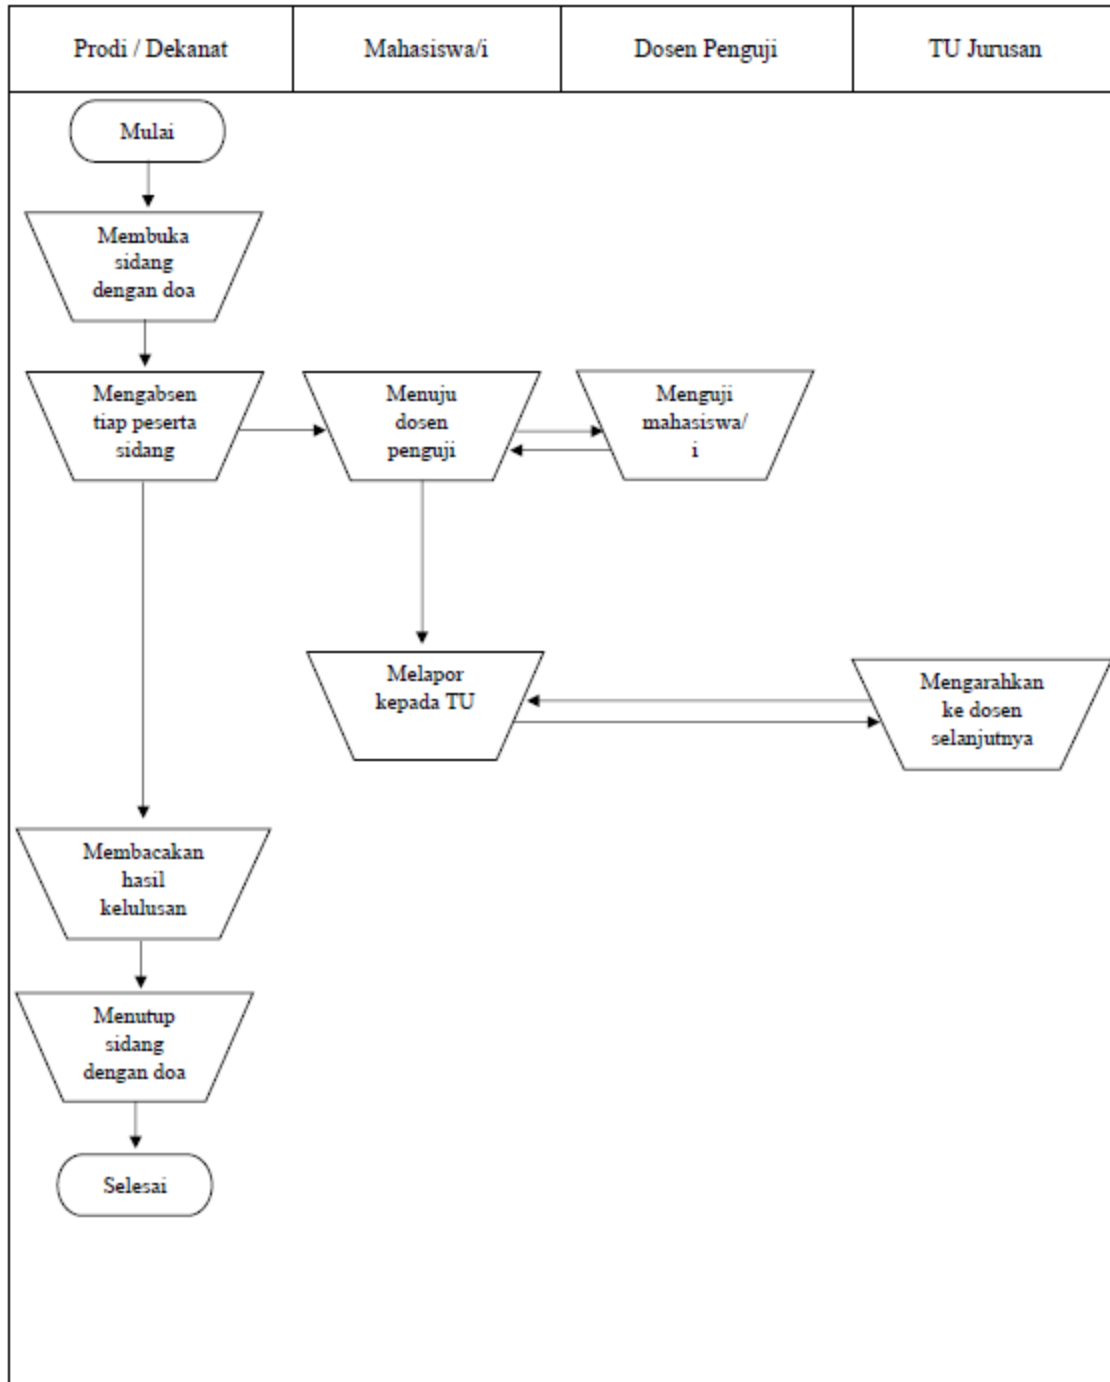 Prodi / Dekanat
Mahasiswa/i
Dosen Penguji
TU Jurusan
Mulai
Membuka
sidang
dengan doa
Mengabsen
tiap peserta
sidang
Menuju
dosen
penguji
Menguji
mahasiswa/
i
Melapor
kepada TU
Mengarahkan
ke dosen
selanjutnya
Membacakan
hasil
kelulusan
Menutup
sidang
dengan doa
Selesai